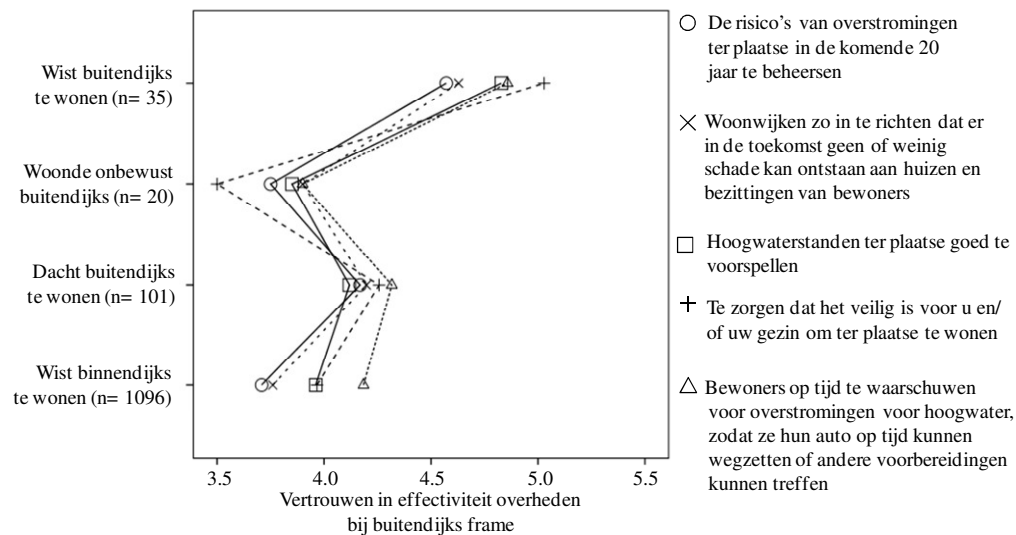 Wist buitendijks
te wonen (n= 35)
Woonde onbewust
buitendijks (n= 20)
Dacht buitendijks
te wonen (n= 101)
Wist binnendijks
te wonen (n= 1096)
3.5
4.0
4.5
5.0
5.5
Vertrouwen in effectiviteit overheden
bij buitendijks frame
De risico's van overstromingen
ter plaatse in de komende 20
jaar te beheersen
Woonwijken zo in te richten dat er
in de toekomst geen of weinig
schade kan ontstaan aan huizen en
bezittingen van bewoners
Hoogwaterstanden ter plaatse goed te
voorspellen
Te zorgen dat het veilig is voor u en/
of uw gezin om ter plaatse te wonen
Bewoners op tijd te waarschuwen
voor overstromingen voor hoogwater,
zodat ze hun auto op tijd kunnen
wegzetten of andere voorbereidingen
kunnen treffen